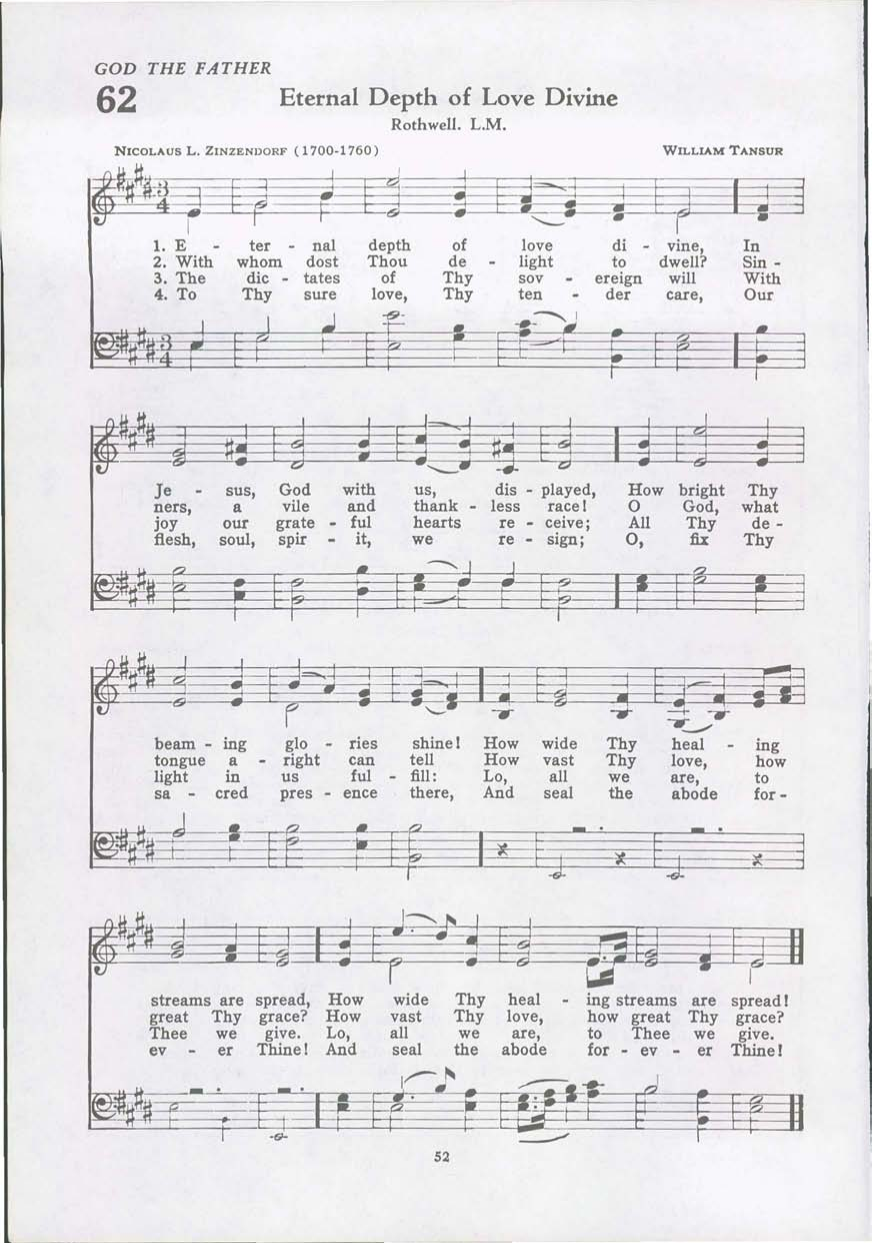 GOD THE FATHER
62
Eternal Depth of Love Divine
Rothwell. L.M.
NICOLAUS L. ZINZENDORF (1700-1760) WILLIAM TANSUR
1. E - ter - nal depth of love di - vine, In
2. With whom dost Thou de - light to dwell? Sin -
3. The dic - tates of Thy sov - ereign will With
4. To Thy sure love, Thy ten - der care, Our
Je - sus, God with us, dis - played, How bright Thy
ners, a vile and thank - less race! O God, what
joy our grate - ful hearts re - ceive; All Thy de -
flesh, soul, spir - it, we re - sign; O, fix Thy
beam - ing glo - ries shine! How wide Thy heal - ing
tongue a - right can tell How vast Thy love, how
light in us ful - fill: Lo, all we are, to
sa - cred pres - ence there, And seal the abode for -
streams are spread, How wide Thy heal - ing streams are spread!
great Thy grace? How vast Thy love, how great Thy grace?
Thee we give. Lo, all we are, to Thee we give.
ev - er Thine! And seal the abode for - ev - er Thine!
52